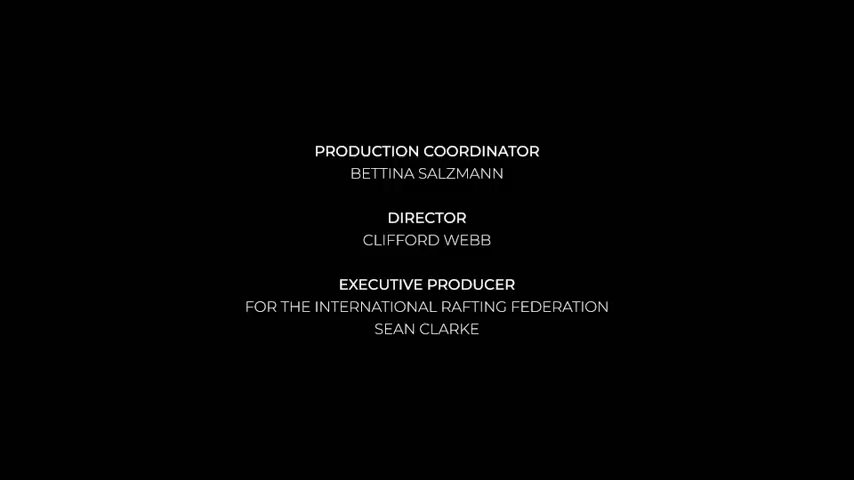 PRODUCTION COORDINATOR
BETTINA SALZMANN
DIRECTOR
CLIFFORD WEBB
EXECUTIVE PRODUCER
FOR THE INTERNATIONAL RAFTING FEDERATION
SEAN CLARKE